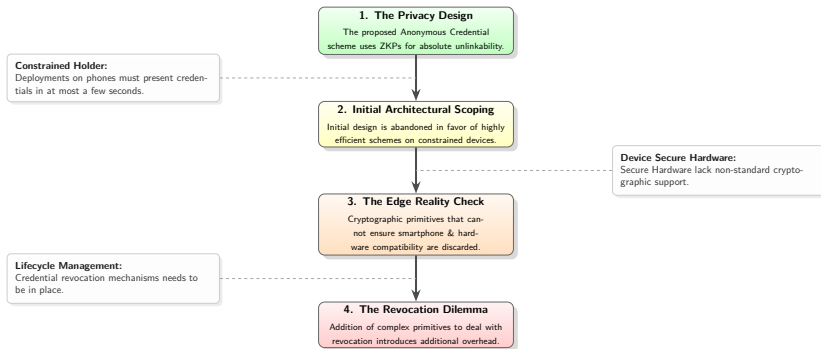 1. The Privacy Design
The proposed Anonymous Credential
scheme uses ZKPs for absolute unlinkability.
Constrained Holder:
Deployments on phones must present creden-
tials in at most a few seconds.
2. Initial Architectural Scoping
Initial design is abandoned in favor of highly
efficient schemes on constrained devices.
Device Secure Hardware:
Secure Hardware lack non-standard crypto-
graphic support.
3. The Edge Reality Check
Cryptographic primitives that can-
not ensure smartphone & hard-
ware compatibility are discarded.
Lifecycle Management:
Credential revocation mechanisms needs to
be in place.
4. The Revocation Dilemma
Addition of complex primitives to deal with
revocation introduces additional overhead.